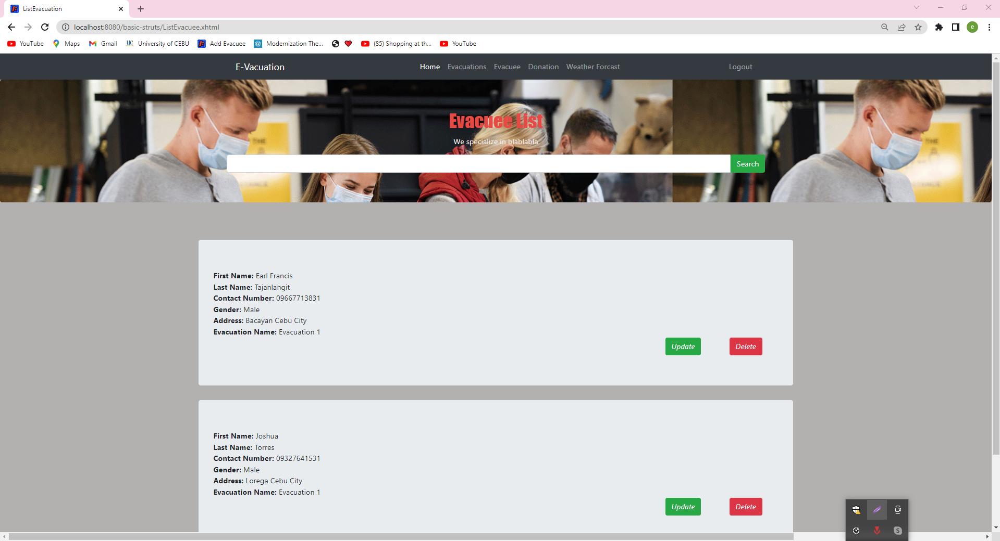 ListEvacuation
localhost:8080/basic-struts/ListEvacuee.xhtml
e
YouTube Maps Gmail University of CEBU Add Evacuee Modernization The... (85) Shopping at th... YouTube
E-Vacuation Home Evacuations Evacuee Donation Weather Forcast Logout
Evacuee List
We specialize in blablabla
Search
First Name: Earl Francis
Last Name: Tajanlangit
Contact Number: 09667713831
Gender: Male
Address: Bacayan Cebu City
Evacuation Name: Evacuation 1
Update Delete
First Name: Joshua
Last Name: Torres
Contact Number: 09327641531
Gender: Male
Address: Lorega Cebu City
Evacuation Name: Evacuation 1
Update Delete